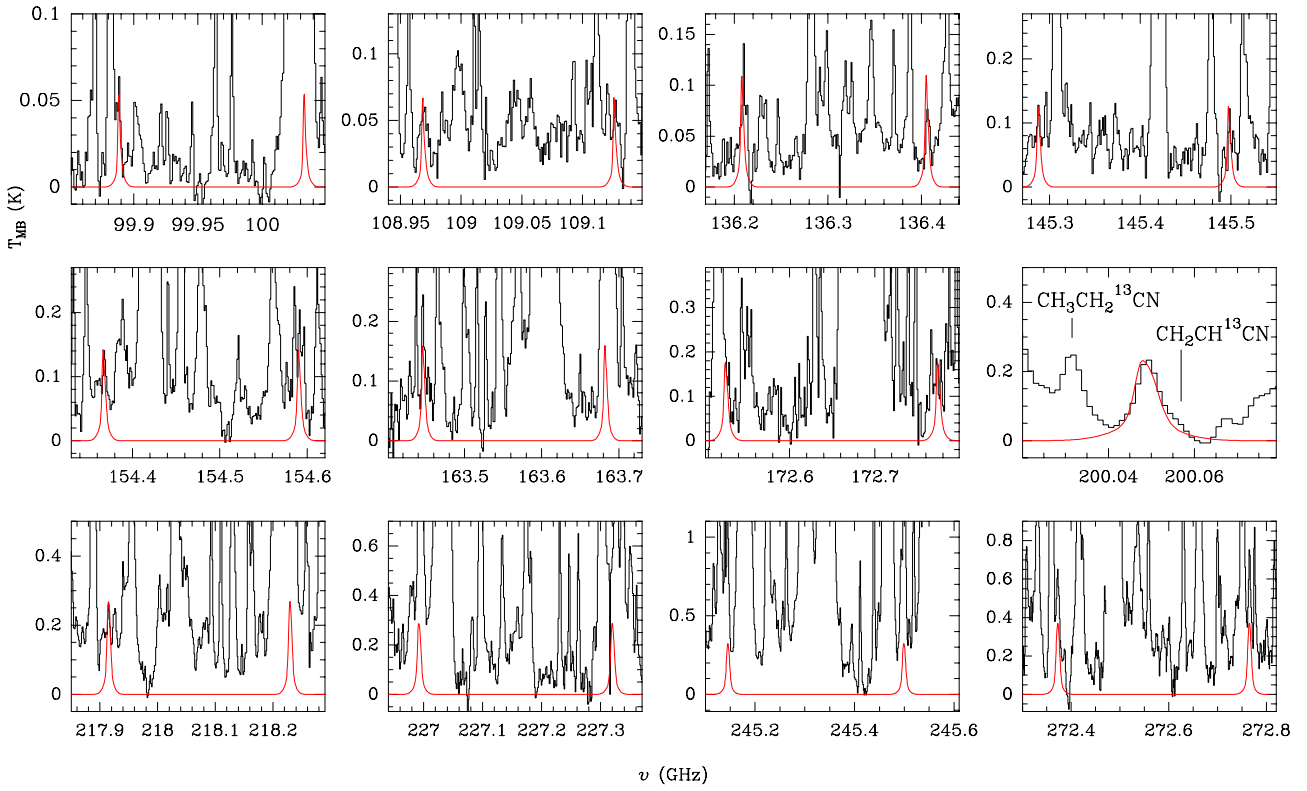 0.1 0.1 0.15 0.2
0.05 0.05 0.1 0.1
0.05
0 0 0 0
99.9 99.95 100 108.95 109 109.05 109.1 136.2 136.3 136.4 145.3 145.4 145.5
T_MB (K)
0.2 0.2 0.3 0.4
CH₃CH₂¹³CN
0.1 0.1 0.2 0.2
CH₂CH¹³CN
0.1
0 0 0 0
154.4 154.5 154.6 163.5 163.6 163.7 172.6 172.7 200.04 200.06
0.4 0.6 1 0.8
0.2 0.4 0.5 0.6
0.2 0.4
0.2
0 0 0 0
217.9 218 218.1 218.2 227 227.1 227.2 227.3 245.2 245.4 245.6 272.4 272.6 272.8
ν (GHz)